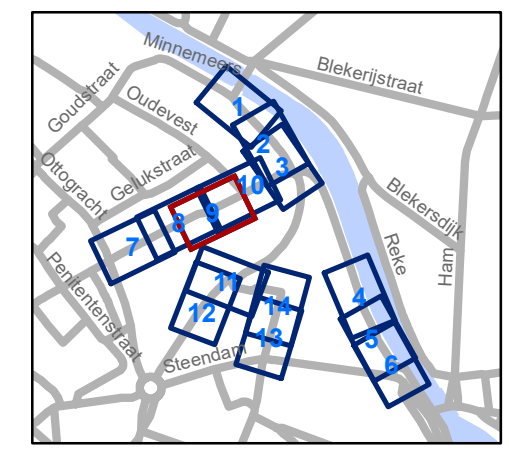 Minnemeers
Blekerijstraat
Goudstraat
Oudevest
1
2
Gelukstraat
3
Ottogracht
10
Blekersdijk
8
9
7
Reke
Ham
Penitentenstraat
11
4
14
12
13
5
Steendam
6